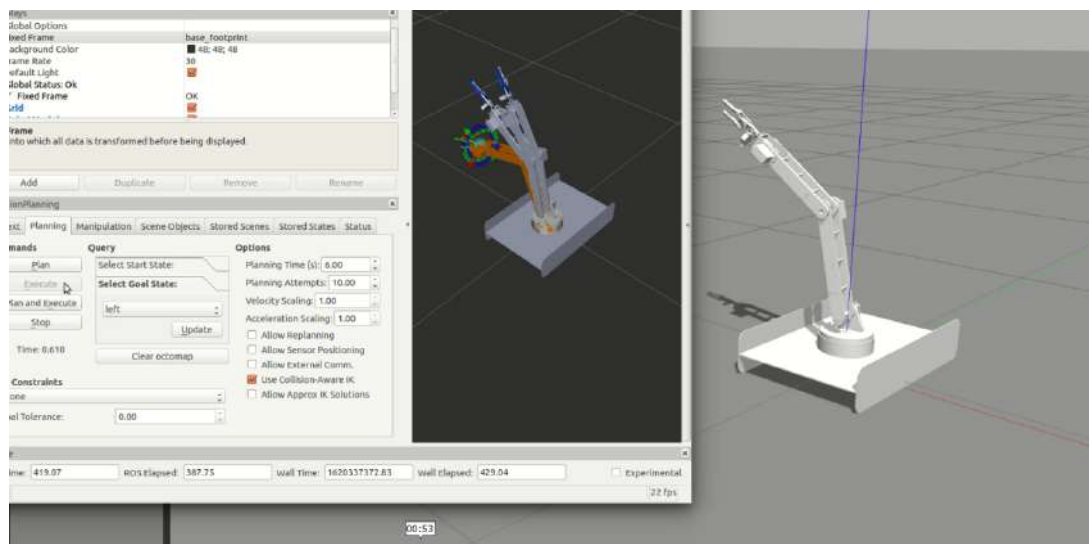 plays
Global Options
Fixed Frame base_footprint
Background Color 48; 48; 48
Frame Rate 30
Default Light
Global Status: Ok
Fixed Frame OK
Grid
Frame
into which all data is transformed before being displayed.
Add Duplicate Remove Rename
ionPlanning
ext Planning Manipulation Scene Objects Stored Scenes Stored States Status
mands Query Options
Plan Select Start State: Planning Time (s): 6.00
Execute Select Goal State: Planning Attempts: 10.00
Plan and Execute left Velocity Scaling: 1.00
Stop Update Acceleration Scaling: 1.00
Allow Replanning
Time: 0.610 Clear octomap Allow Sensor Positioning
Allow External Comm.
Constraints Use Collision-Aware IK
one Allow Approx IK Solutions
al Tolerance: 0.00
ime: 419.07 ROS Elapsed: 387.75 Wall Time: 1620337372.83 Wall Elapsed: 429.04 Experimental
22 fps
00:53